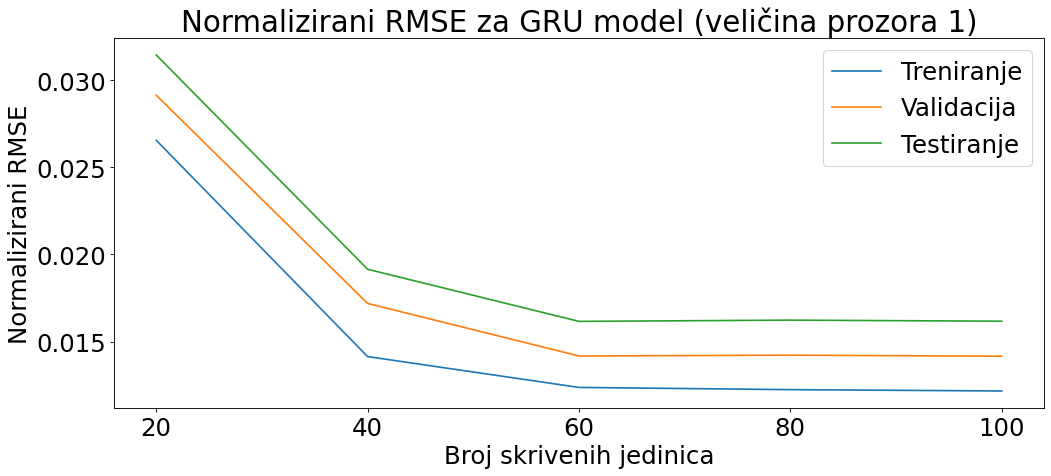 Normalizirani RMSE za GRU model (veličina prozora 1)
Normalizirani RMSE
0.030
0.025
0.020
0.015
Treniranje
Validacija
Testiranje
20 40 60 80 100
Broj skrivenih jedinica